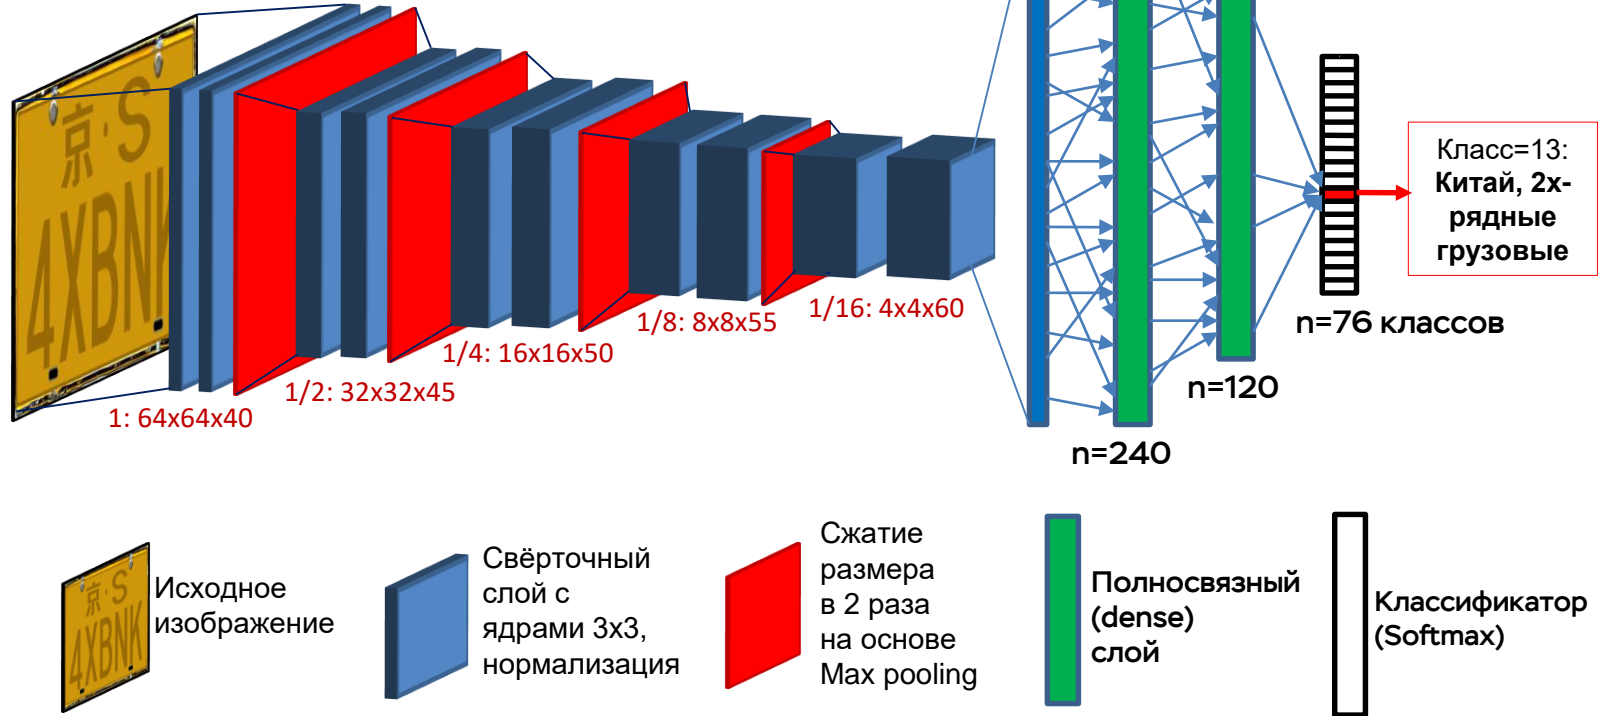 京·S
4XBNK
1: 64x64x40
1/2: 32x32x45
1/4: 16x16x50
1/8: 8x8x55
1/16: 4x4x60
n=240
n=120
n=76 классов
Класс=13:
Китай, 2х-
рядные
грузовые
京·S
4XBNK
Исходное
изображение
Свёрточный
слой с
ядрами 3x3,
нормализация
Сжатие
размера
в 2 раза
на основе
Max pooling
Полносвязный
(dense)
слой
Классификатор
(Softmax)